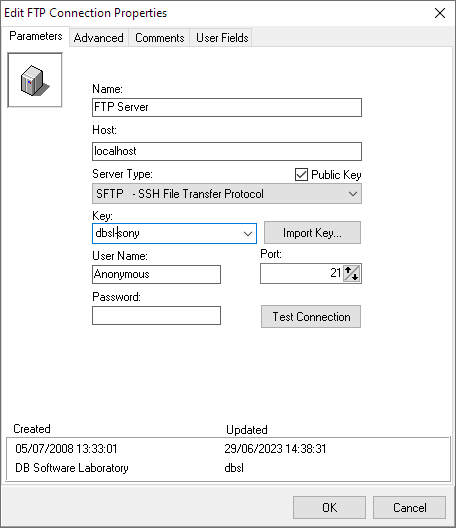 Edit FTP Connection Properties
Parameters Advanced Comments User Fields
Name:
FTP Server
Host:
localhost
Server Type: Public Key
SFTP - SSH File Transfer Protocol
Key:
dbsl-sony Import Key...
User Name: Port:
Anonymous 21
Password:
Test Connection
Created Updated
05/07/2008 13:33:01 29/06/2023 14:38:31
DB Software Laboratory dbsl
OK Cancel